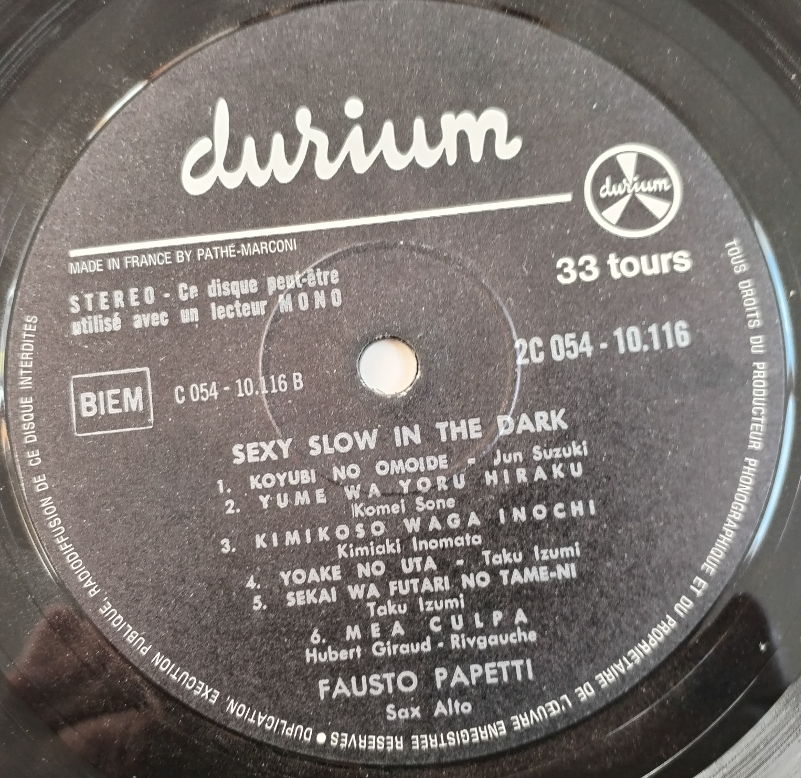 durium
durium
MADE IN FRANCE BY PATHÉ-MARCONI
33 tours
STEREO - Ce disque peut-être
utilisé avec un lecteur MONO
2C 054 - 10.116
BIEM
C 054 - 10.116 B
SEXY SLOW IN THE DARK
1. KOYUBI NO OMOIDE - Jun Suzuki
2. YUME WA YORU HIRAKU
Komei Sone
3. KIMIKOSO WAGA INOCHI
Kimiaki Inomata
4. YOAKE NO UTA - Taku Izumi
5. SEKAI WA FUTARI NO TAME-NI
Taku Izumi
6. MEA CULPA
Hubert Giraud - Rivgauche
FAUSTO PAPETTI
Sax Alto
TOUS DROITS DU PRODUCTEUR PHONOGRAPHIQUE ET DU PROPRIÉTAIRE DE L'ŒUVRE ENREGISTRÉE RÉSERVÉS ● DUPLICATION, EXÉCUTION PUBLIQUE, RADIODIFFUSION DE CE DISQUE INTERDITES